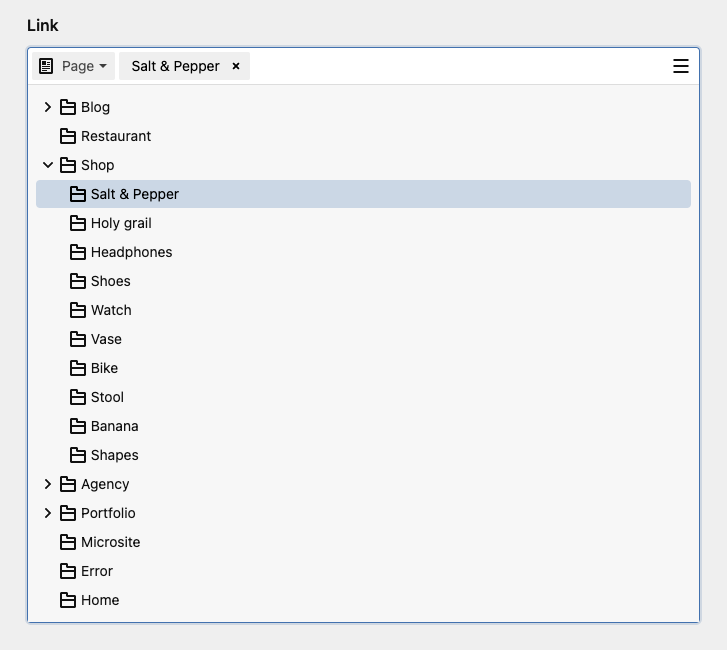 Link
Page Salt & Pepper ×
Blog
Restaurant
Shop
Salt & Pepper
Holy grail
Headphones
Shoes
Watch
Vase
Bike
Stool
Banana
Shapes
Agency
Portfolio
Microsite
Error
Home